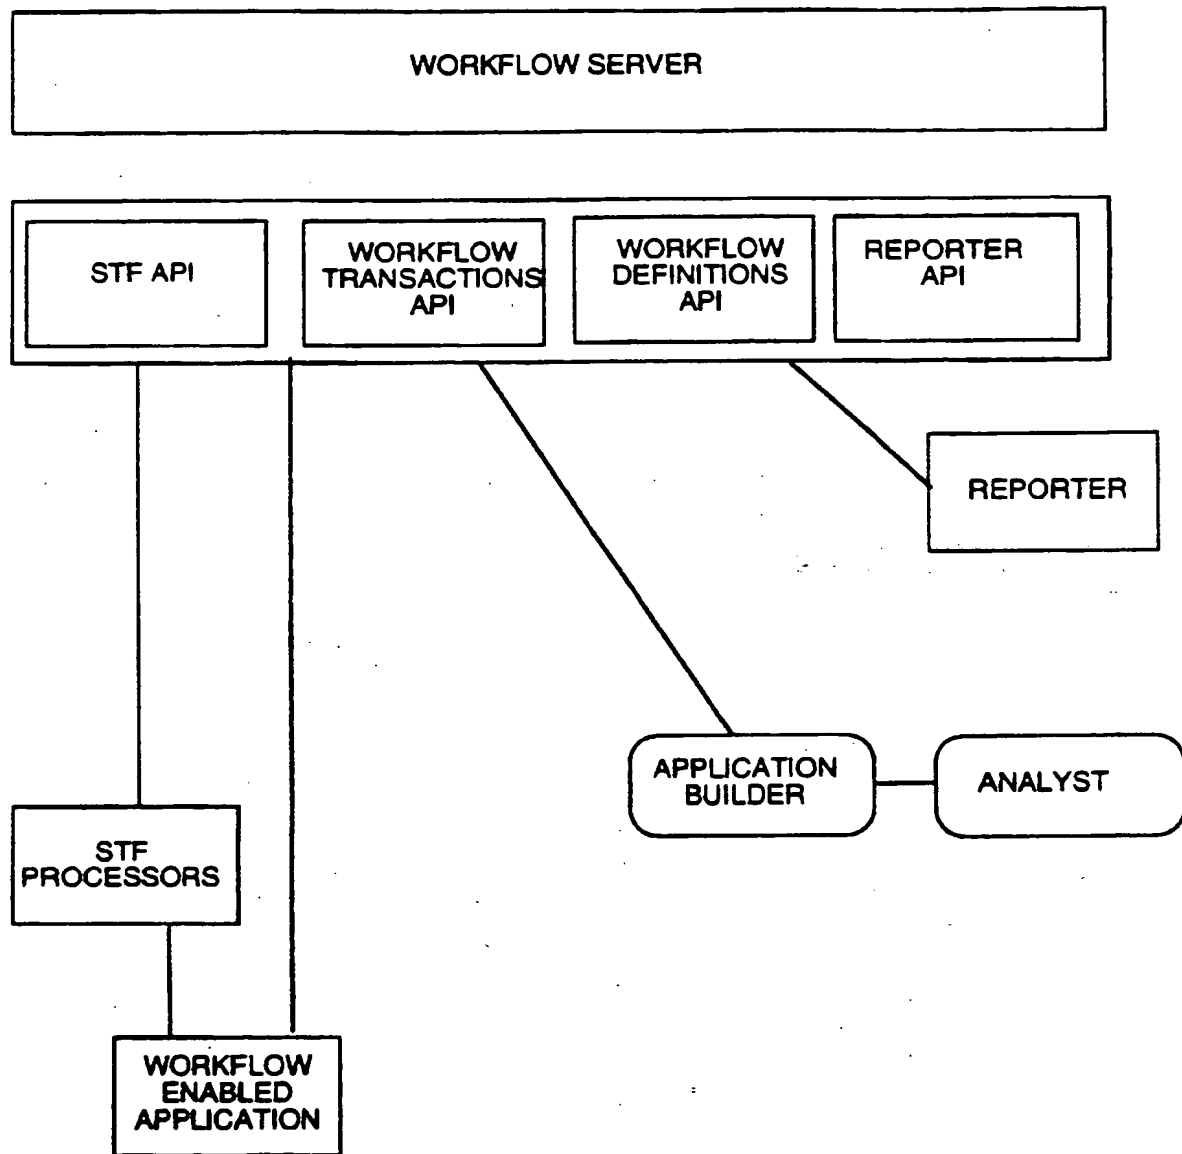 WORKFLOW SERVER
STF API
WORKFLOW
TRANSACTIONS
API
WORKFLOW
DEFINITIONS
API
REPORTER
API
REPORTER
APPLICATION
BUILDER
ANALYST
STF
PROCESSORS
WORKFLOW
ENABLED
APPLICATION